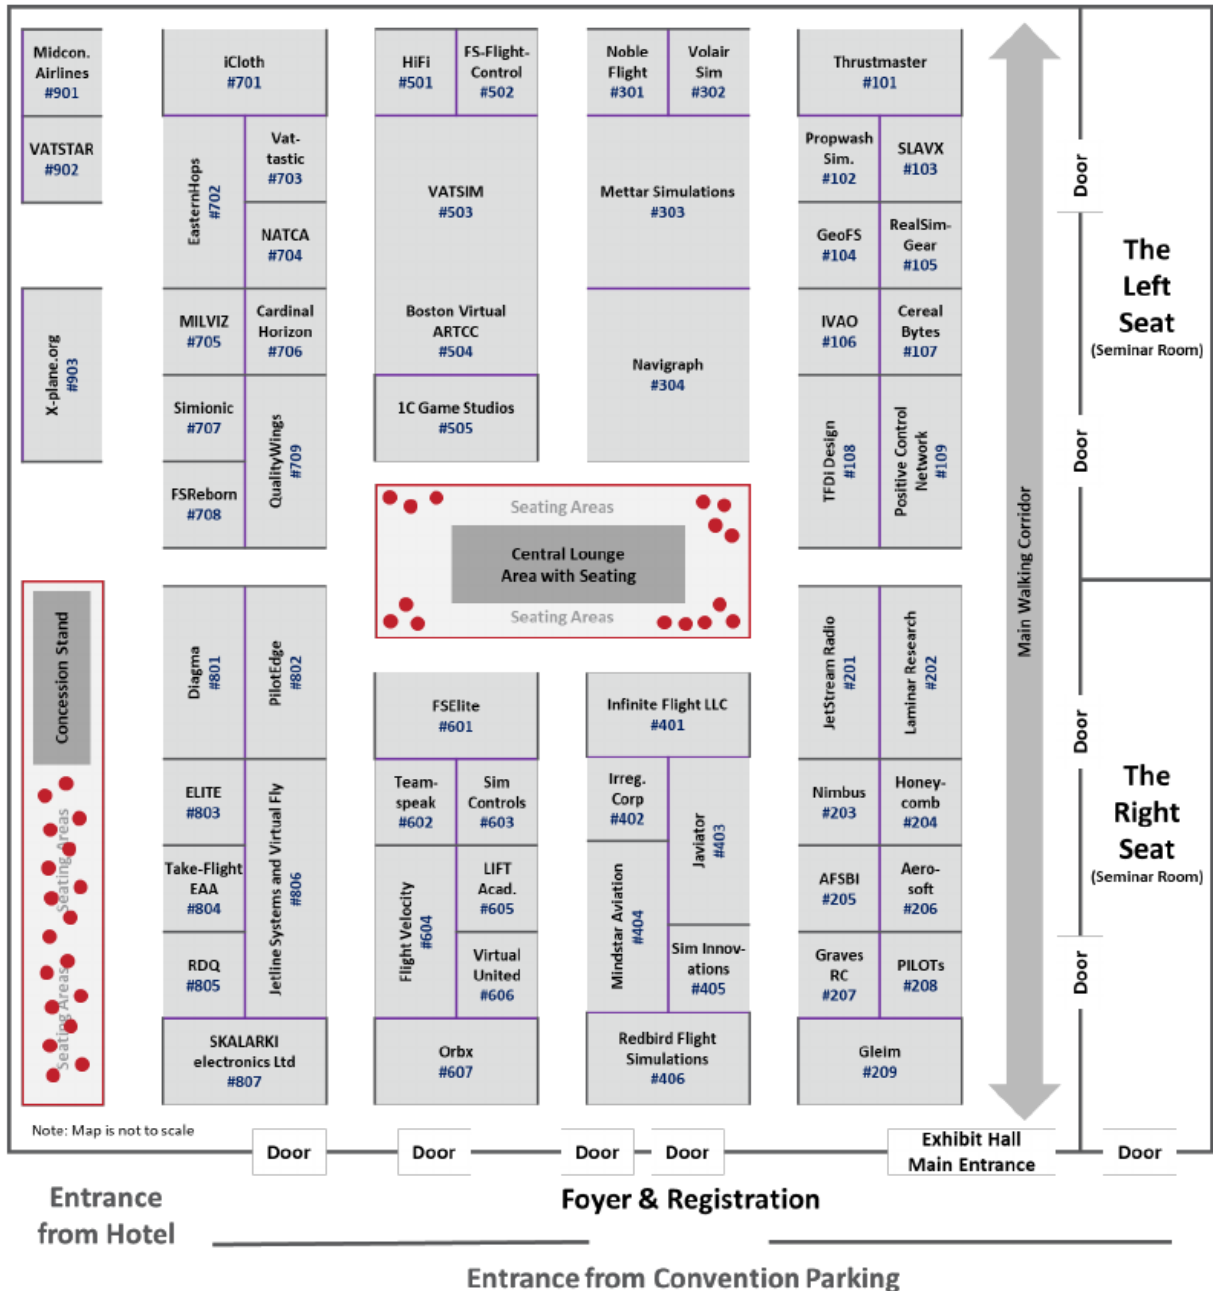 Midcon.
Airlines
#901
VATSTAR
#902
X-plane.org
#903
iCloth
#701
EasternHops
#702
Vat-
tastic
#703
NATCA
#704
MILVIZ
#705
Cardinal
Horizon
#706
Simionic
#707
FSReborn
#708
QualityWings
#709
HiFi
#501
FS-Flight-
Control
#502
VATSIM
#503
Boston Virtual
ARTCC
#504
1C Game Studios
#505
Noble
Flight
#301
Volair
Sim
#302
Mettar Simulations
#303
Navigraph
#304
Thrustmaster
#101
Propwash
Sim.
#102
SLAVX
#103
GeoFS
#104
RealSim-
Gear
#105
IVAO
#106
Cereal
Bytes
#107
TFDi Design
#108
Positive Control
Network
#109
Main Walking Corridor
Door
Door
The
Left
Seat
(Seminar Room)
Seating Areas
Central Lounge
Area with Seating
Seating Areas
Concession Stand
Seating Areas
Seating Areas
Diagma
#801
PilotEdge
#802
ELITE
#803
Take-Flight
EAA
#804
RDQ
#805
Jetline Systems and Virtual Fly
#806
SKALARKI
electronics Ltd
#807
FSElite
#601
Team-
speak
#602
Sim
Controls
#603
Flight Velocity
#604
LIFT
Acad.
#605
Virtual
United
#606
Orbx
#607
Infinite Flight LLC
#401
Irreg.
Corp
#402
Javiator
#403
Mindstar Aviation
#404
Sim Innov-
ations
#405
Redbird Flight
Simulations
#406
JetStream Radio
#201
Laminar Research
#202
Nimbus
#203
Honey-
comb
#204
AFSBI
#205
Aero-
soft
#206
Graves
RC
#207
PILOTs
#208
Gleim
#209
Door
Door
The
Right
Seat
(Seminar Room)
Note: Map is not to scale
Door
Door
Door
Door
Exhibit Hall
Main Entrance
Door
Entrance
from Hotel
Foyer & Registration
Entrance from Convention Parking